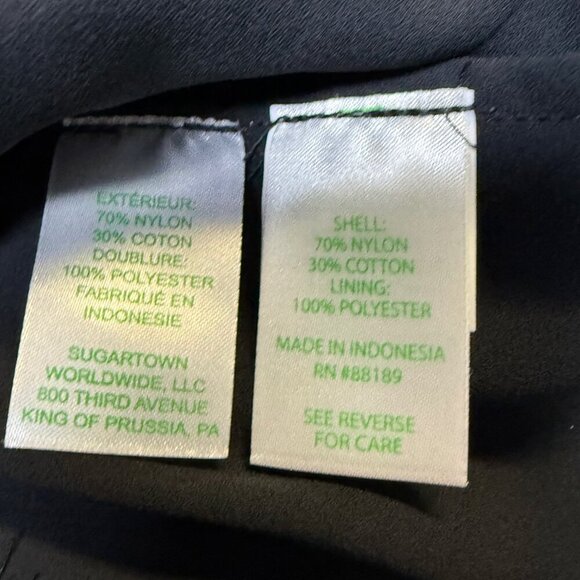 EXTÉRIEUR:
70% NYLON
30% COTON
DOUBLURE:
100% POLYESTER
FABRIQUÉ EN
INDONESIE
SUGARTOWN
WORLDWIDE, LLC
800 THIRD AVENUE
KING OF PRUSSIA, PA
SHELL:
70% NYLON
30% COTTON
LINING:
100% POLYESTER
MADE IN INDONESIA
RN #88189
SEE REVERSE
FOR CARE